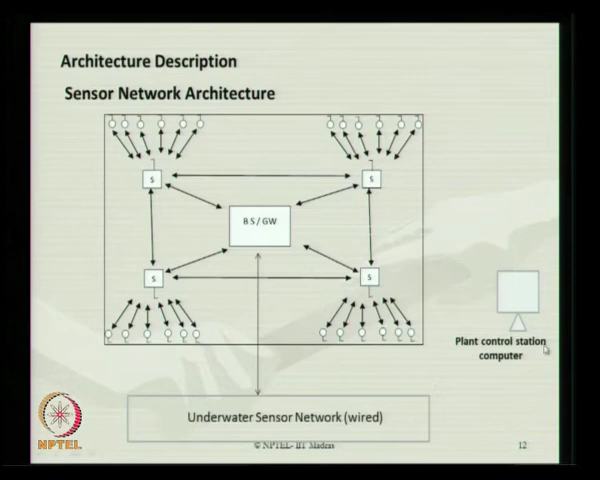 Architecture Description
Sensor Network Architecture
S
S
B S / GW
S
S
Plant control station
computer
Underwater Sensor Network (wired)
NPTEL
© NPTEL- IIT Madras
12